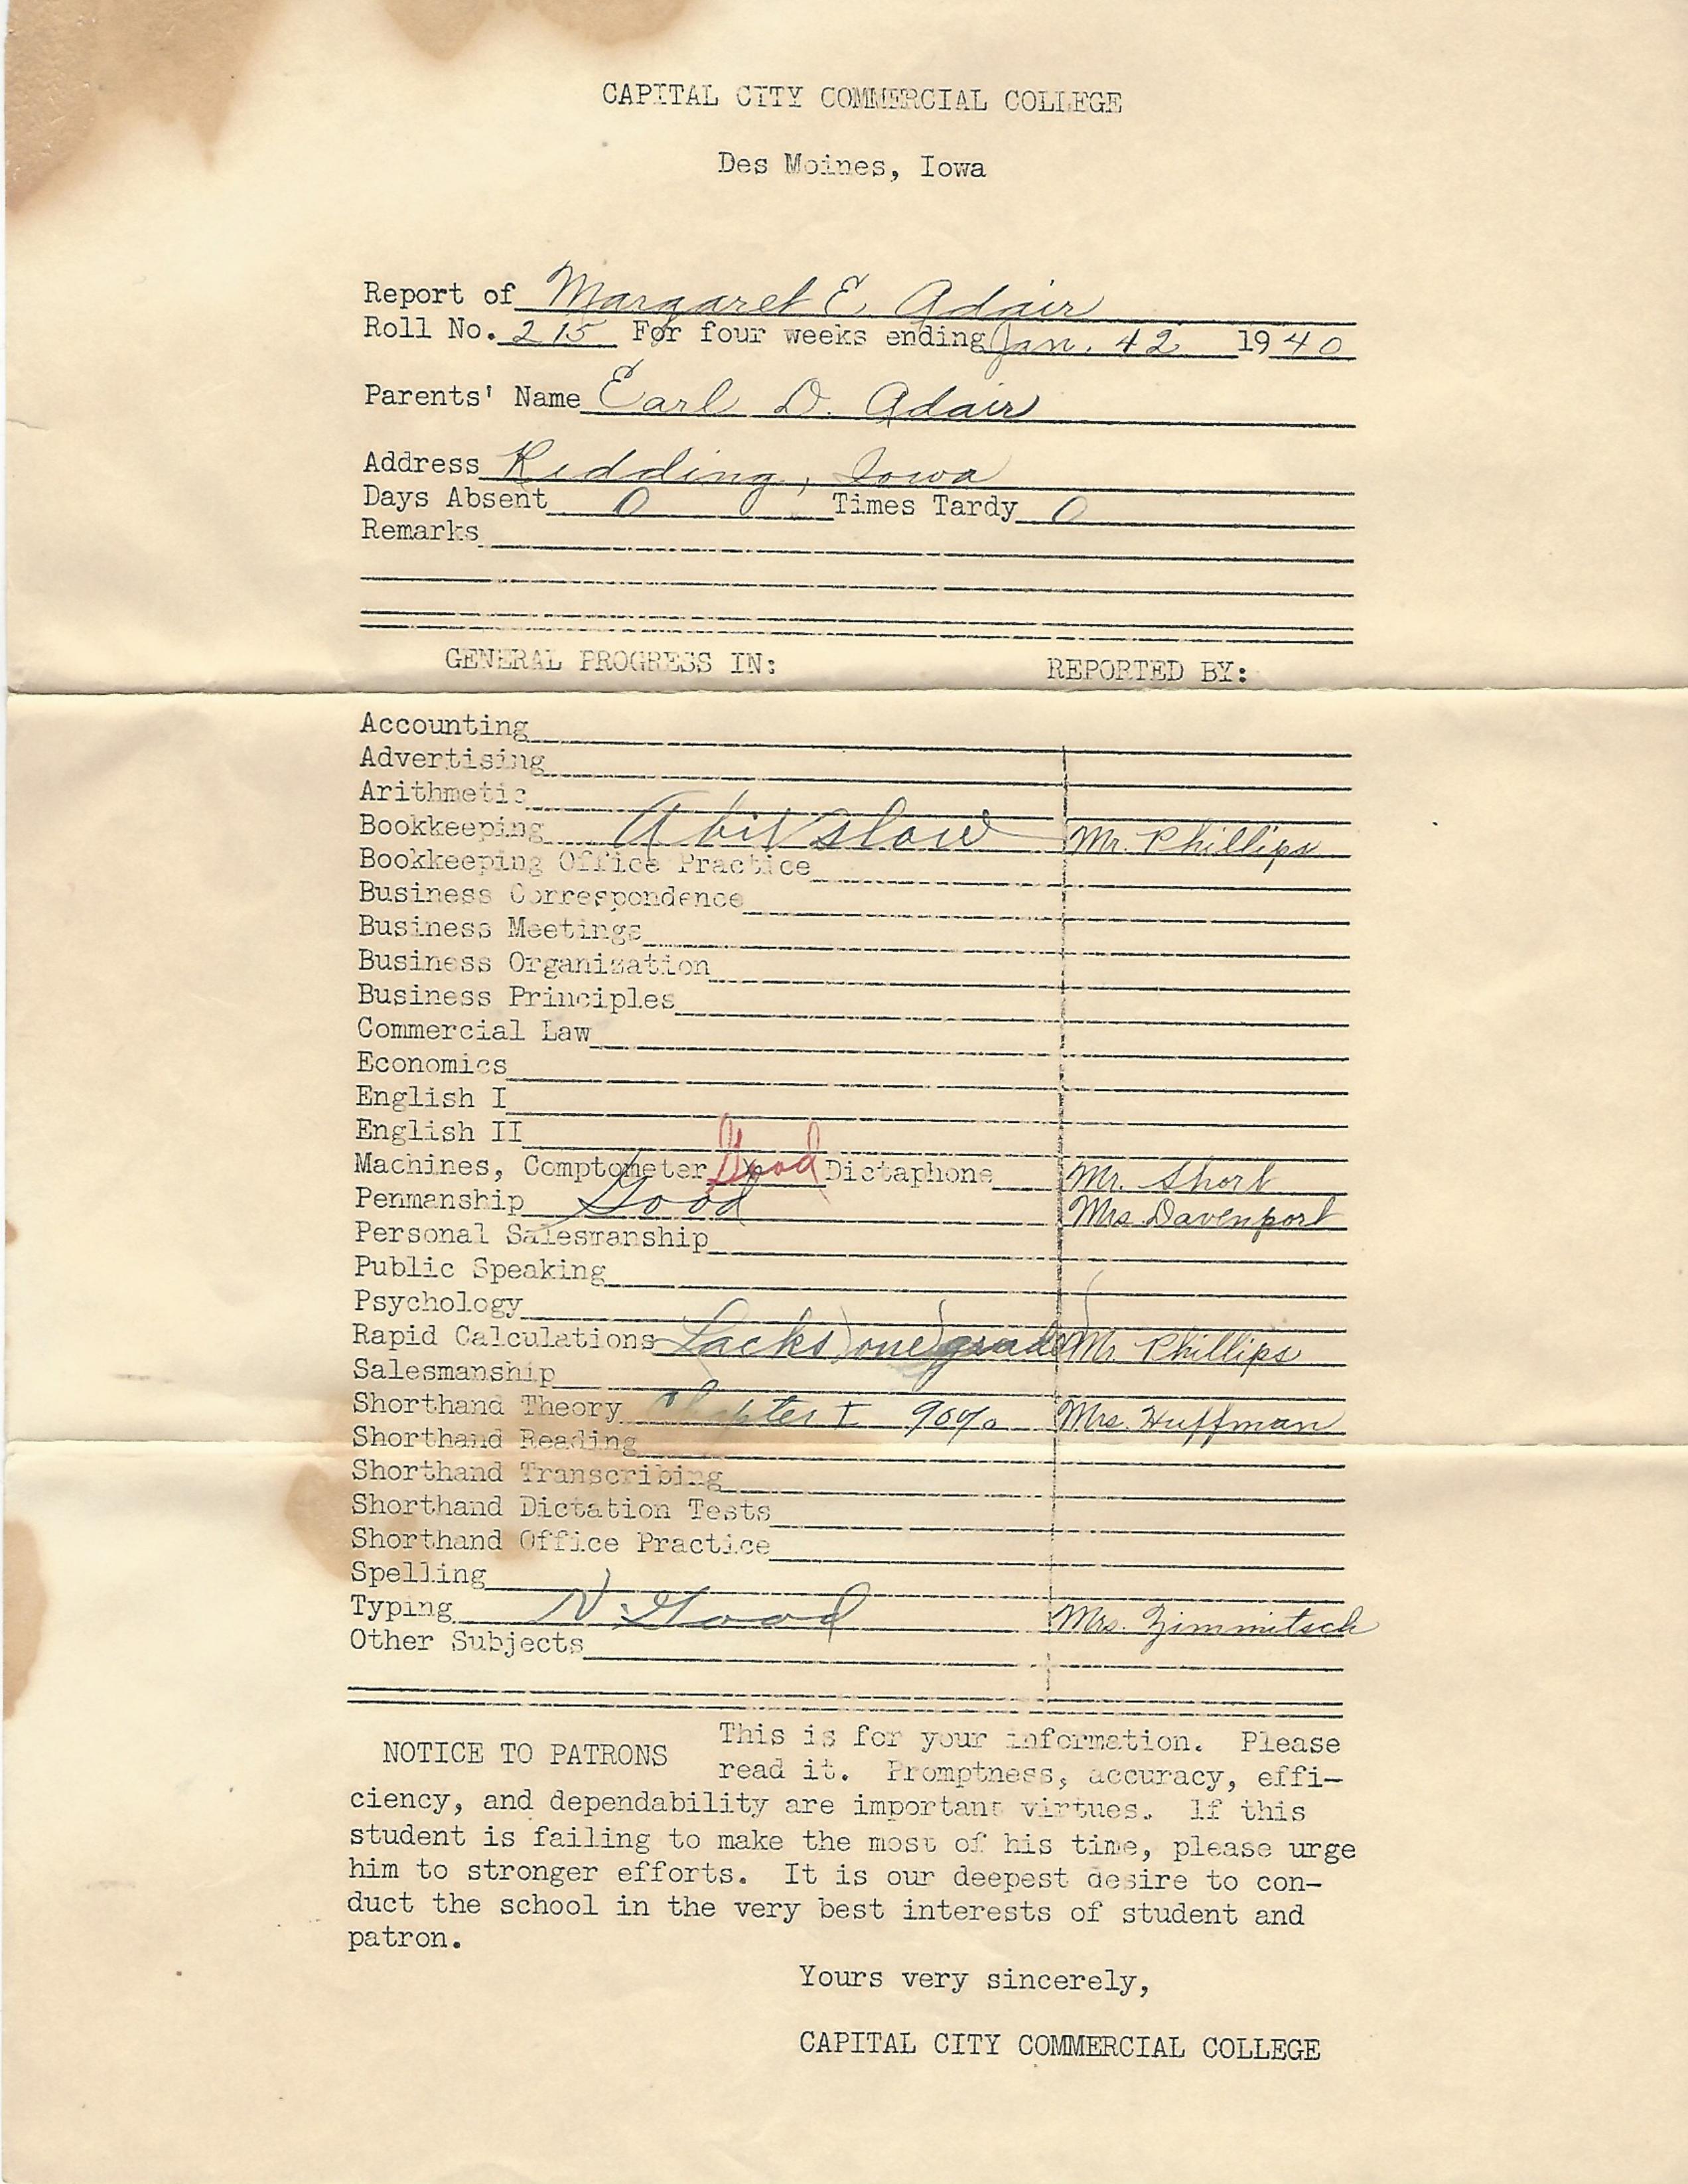 CAPITAL CITY COMMERCIAL COLLEGE
Des Moines, Iowa
Report of Margaret E. Adair
Roll No. 215 For four weeks ending Jan. 42 1940
Parents' Name Earl D. Adair
Address Redding, Iowa
Days Absent 0 Times Tardy 0
Remarks
GENERAL PROGRESS IN: REPORTED BY:
Accounting
Advertising
Arithmetic
Bookkeeping A bit slow Mr. Phillips
Bookkeeping Office Practice
Business Correspondence
Business Meetings
Business Organization
Business Principles
Commercial Law
Economics
English I
English II
Machines, Comptometer Good Dictaphone Mr. Short
Penmanship Good Mrs. Davenport
Personal Salesmanship
Public Speaking
Psychology
Rapid Calculations Lacks one grade Mr. Phillips
Salesmanship
Shorthand Theory Chapter I 90% Mrs. Huffman
Shorthand Reading
Shorthand Transcribing
Shorthand Dictation Tests
Shorthand Office Practice
Spelling
Typing V. Good Mrs. Zimmitsch
Other Subjects
NOTICE TO PATRONS This is for your information. Please
read it. Promptness, accuracy, effi-
ciency, and dependability are important virtues. If this
student is failing to make the most of his time, please urge
him to stronger efforts. It is our deepest desire to con-
duct the school in the very best interests of student and
patron.
Yours very sincerely,
CAPITAL CITY COMMERCIAL COLLEGE